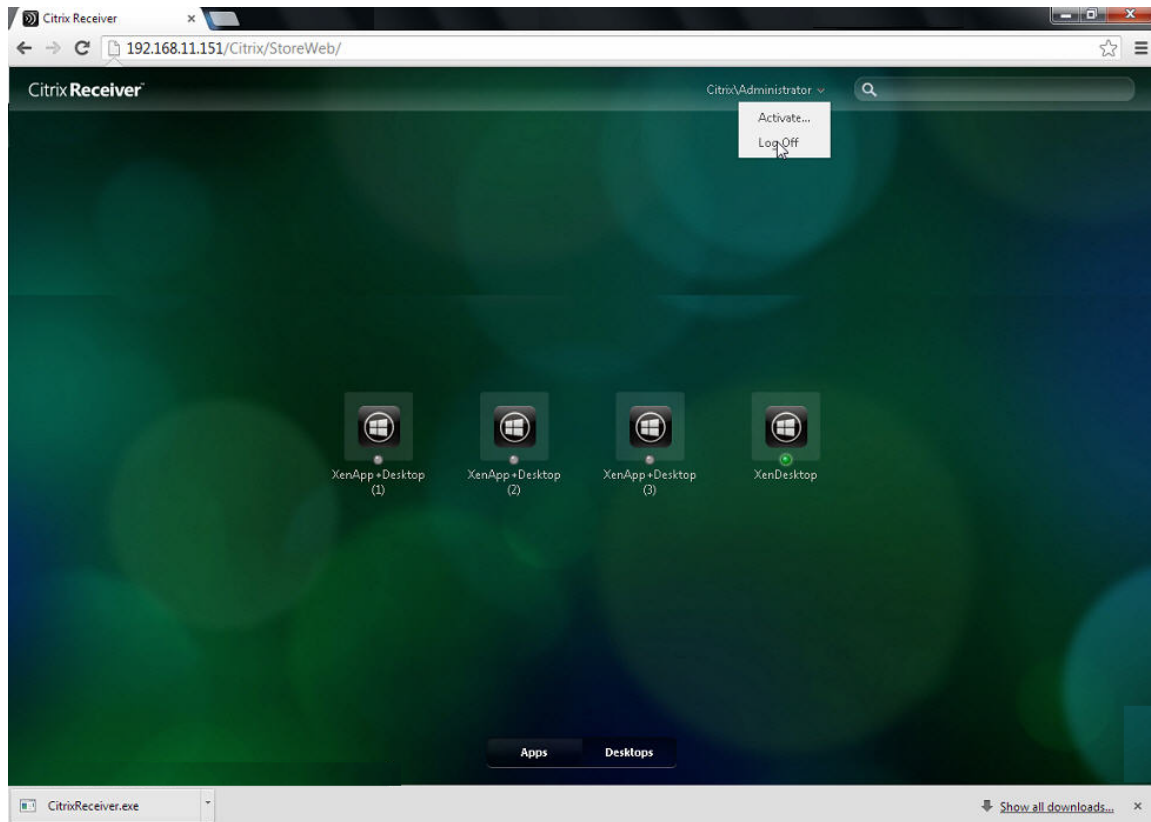 Citrix Receiver
192.168.11.151/Citrix/StoreWeb/
Citrix Receiver™
Citrix\Administrator
Activate...
Log Off
XenApp+Desktop
(1)
XenApp+Desktop
(2)
XenApp+Desktop
(3)
XenDesktop
Apps
Desktops
CitrixReceiver.exe
Show all downloads...